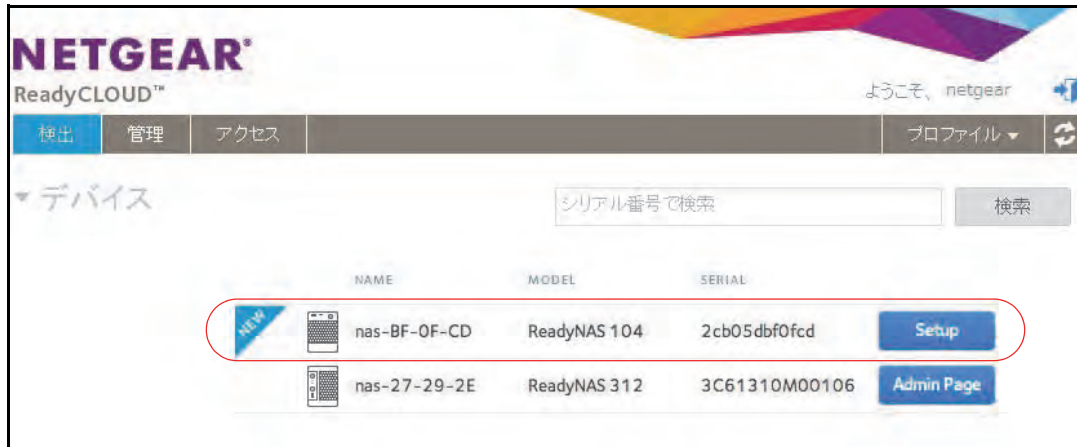 NETGEAR®
ReadyCLOUD™
ようこそ、 netgear
検出 管理 アクセス プロファイル
デバイス
シリアル番号で検索 検索
NAME MODEL SERIAL
NEW nas-BF-0F-CD ReadyNAS 104 2cb05dbf0fcd Setup
nas-27-29-2E ReadyNAS 312 3C61310M00106 Admin Page